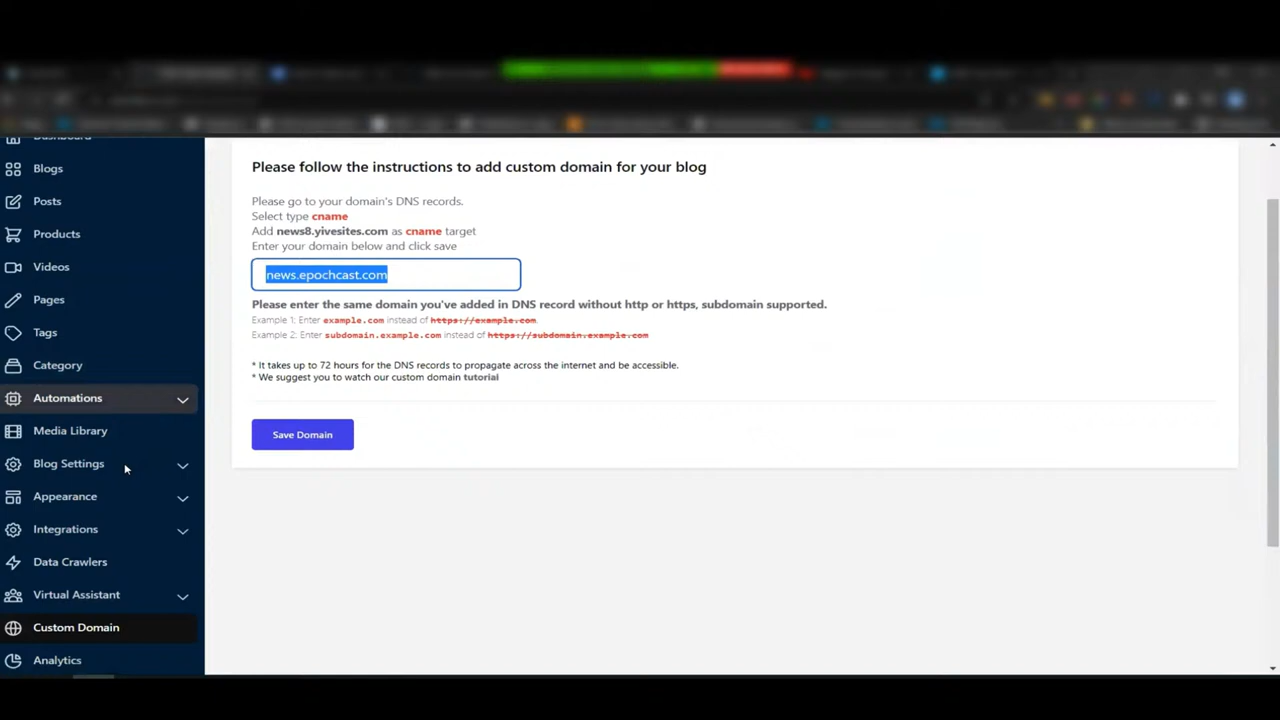 Dashboard
Blogs
Posts
Products
Videos
Pages
Tags
Category
Automations
Media Library
Blog Settings
Appearance
Integrations
Data Crawlers
Virtual Assistant
Custom Domain
Analytics
Please follow the instructions to add custom domain for your blog
Please go to your domain's DNS records.
Select type cname
Add news8.yivesites.com as cname target
Enter your domain below and click save
news.epochcast.com
Please enter the same domain you've added in DNS record without http or https, subdomain supported.
Example 1: Enter example.com instead of https://example.com.
Example 2: Enter subdomain.example.com instead of https://subdomain.example.com
* It takes up to 72 hours for the DNS records to propagate across the internet and be accessible.
* We suggest you to watch our custom domain tutorial
Save Domain